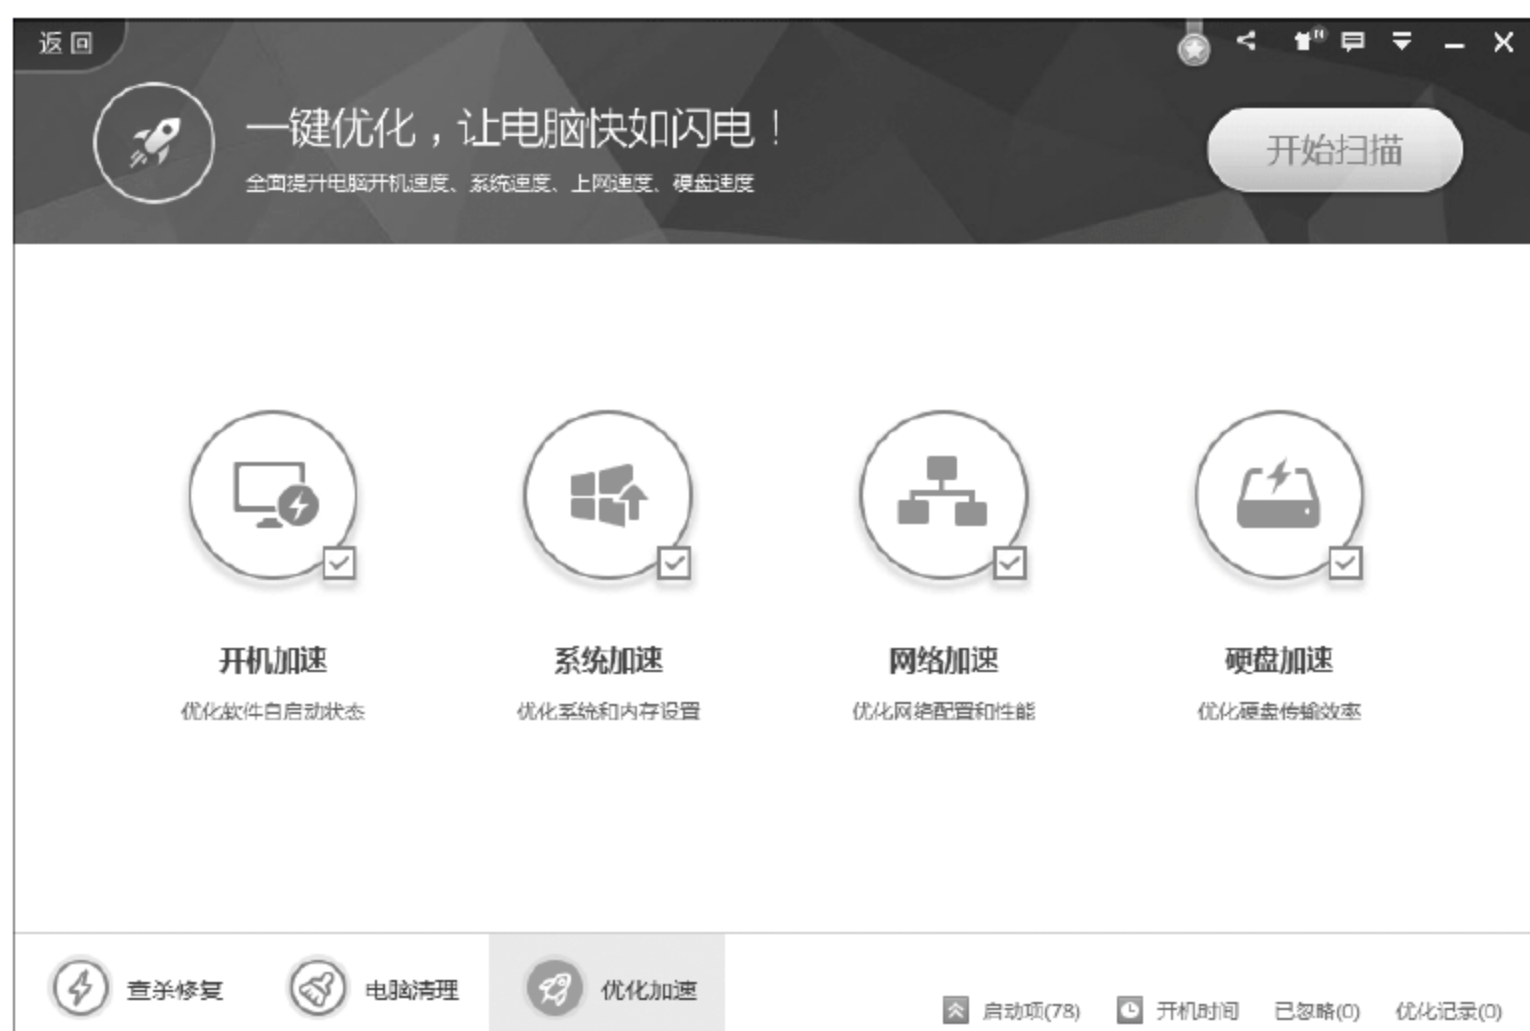 返回
一键优化，让电脑快如闪电！
全面提升电脑开机速度、系统速度、上网速度、硬盘速度
开始扫描
开机加速
系统加速
网络加速
硬盘加速
优化软件自启动状态
优化系统和内存设置
优化网络配置和性能
优化硬盘传输效率
查杀修复
电脑清理
优化加速
启动项(78)
开机时间
已忽略(0)
优化记录(0)